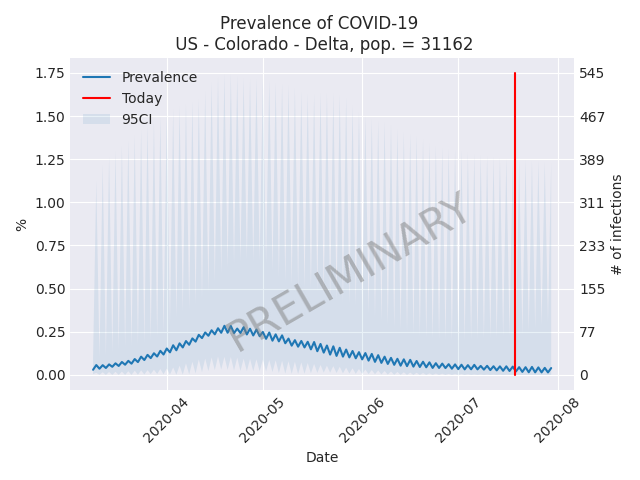 Prevalence of COVID-19
US - Colorado - Delta, pop. = 31162
Prevalence
Today
95CI
1.75
1.50
1.25
1.00
0.75
0.50
0.25
0.00
%
545
467
389
311
233
155
77
0
# of infections
PRELIMINARY
2020-04
2020-05
2020-06
2020-07
2020-08
Date